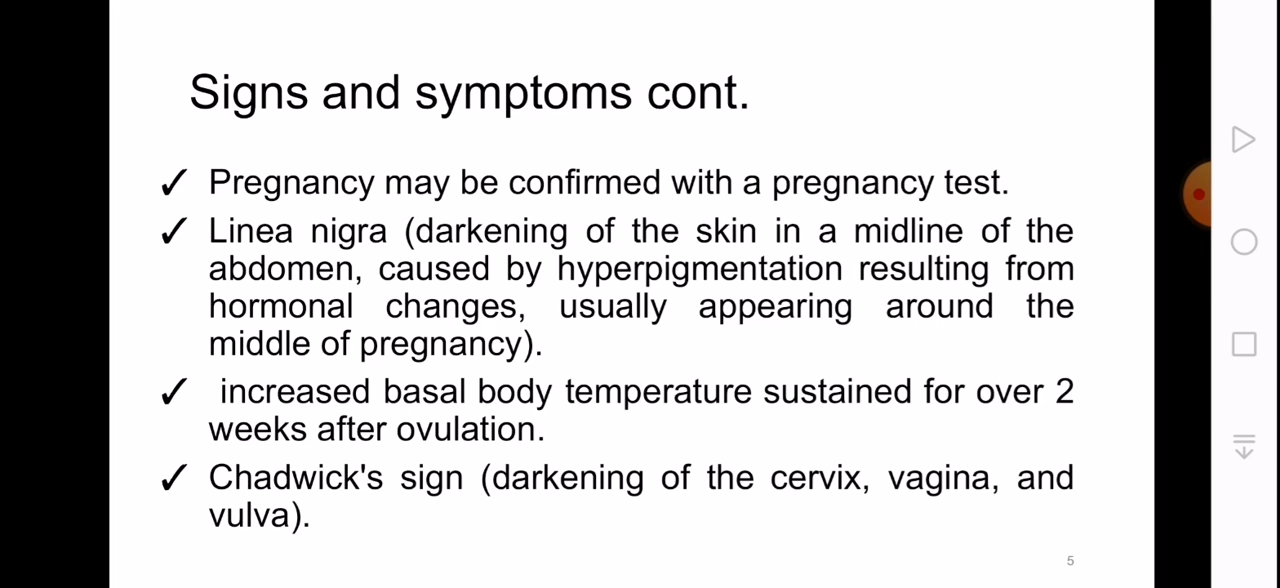 Signs and symptoms cont.
✓ Pregnancy may be confirmed with a pregnancy test.
✓ Linea nigra (darkening of the skin in a midline of the
abdomen, caused by hyperpigmentation resulting from
hormonal changes, usually appearing around the
middle of pregnancy).
✓ increased basal body temperature sustained for over 2
weeks after ovulation.
✓ Chadwick's sign (darkening of the cervix, vagina, and
vulva).
5